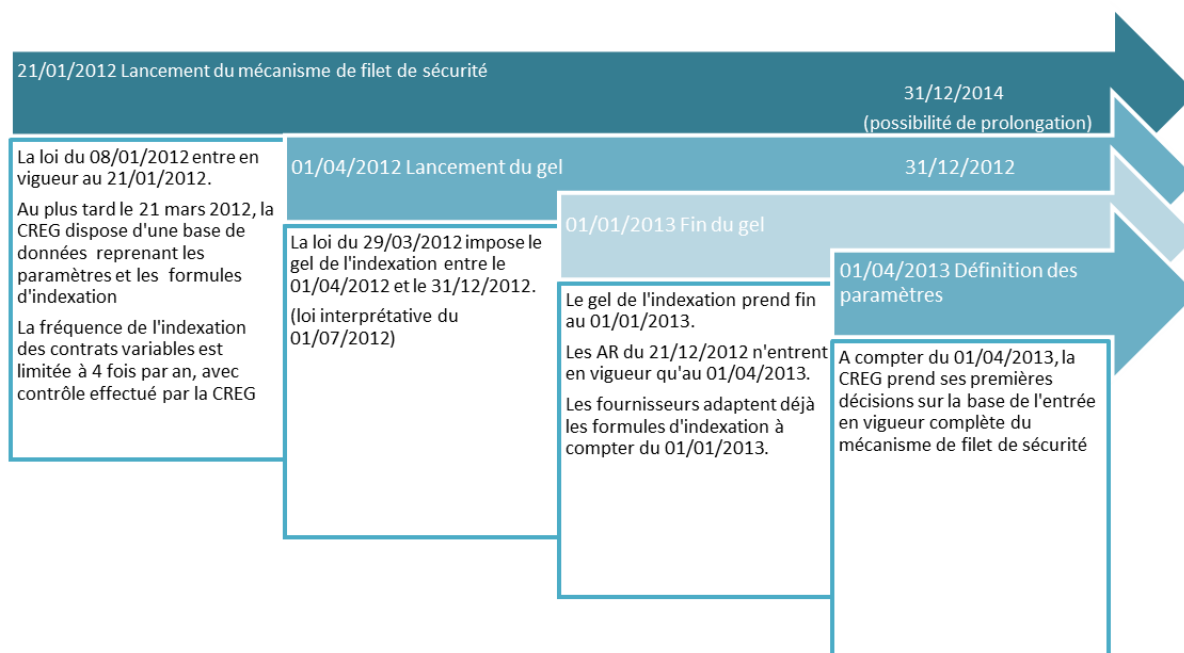 21/01/2012 Lancement du mécanisme de filet de sécurité
31/12/2014
(possibilité de prolongation)
La loi du 08/01/2012 entre en
vigueur au 21/01/2012.
Au plus tard le 21 mars 2012, la
CREG dispose d'une base de
données reprenant les
paramètres et les formules
d'indexation
La fréquence de l'indexation
des contrats variables est
limitée à 4 fois par an, avec
contrôle effectué par la CREG
01/04/2012 Lancement du gel
31/12/2012
La loi du 29/03/2012 impose le
gel de l'indexation entre le
01/04/2012 et le 31/12/2012.
(loi interprétative du
01/07/2012)
01/01/2013 Fin du gel
Le gel de l'indexation prend fin
au 01/01/2013.
Les AR du 21/12/2012 n'entrent
en vigueur qu'au 01/04/2013.
Les fournisseurs adaptent déjà
les formules d'indexation à
compter du 01/01/2013.
01/04/2013 Définition des
paramètres
A compter du 01/04/2013, la
CREG prend ses premières
décisions sur la base de l'entrée
en vigueur complète du
mécanisme de filet de sécurité